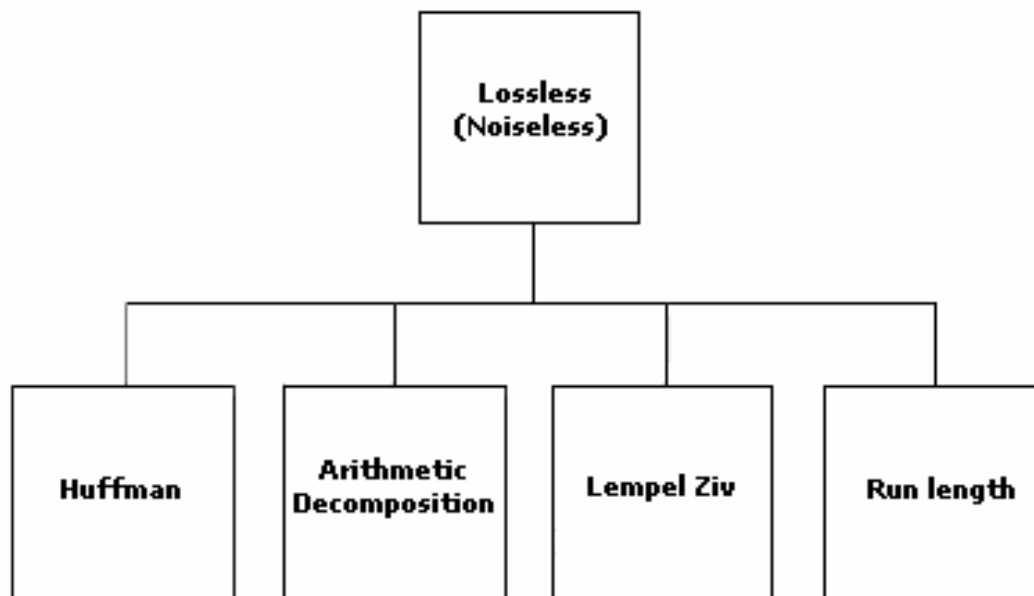 Lossless
(Noiseless)
Huffman
Arithmetic
Decomposition
Lempel Ziv
Run length